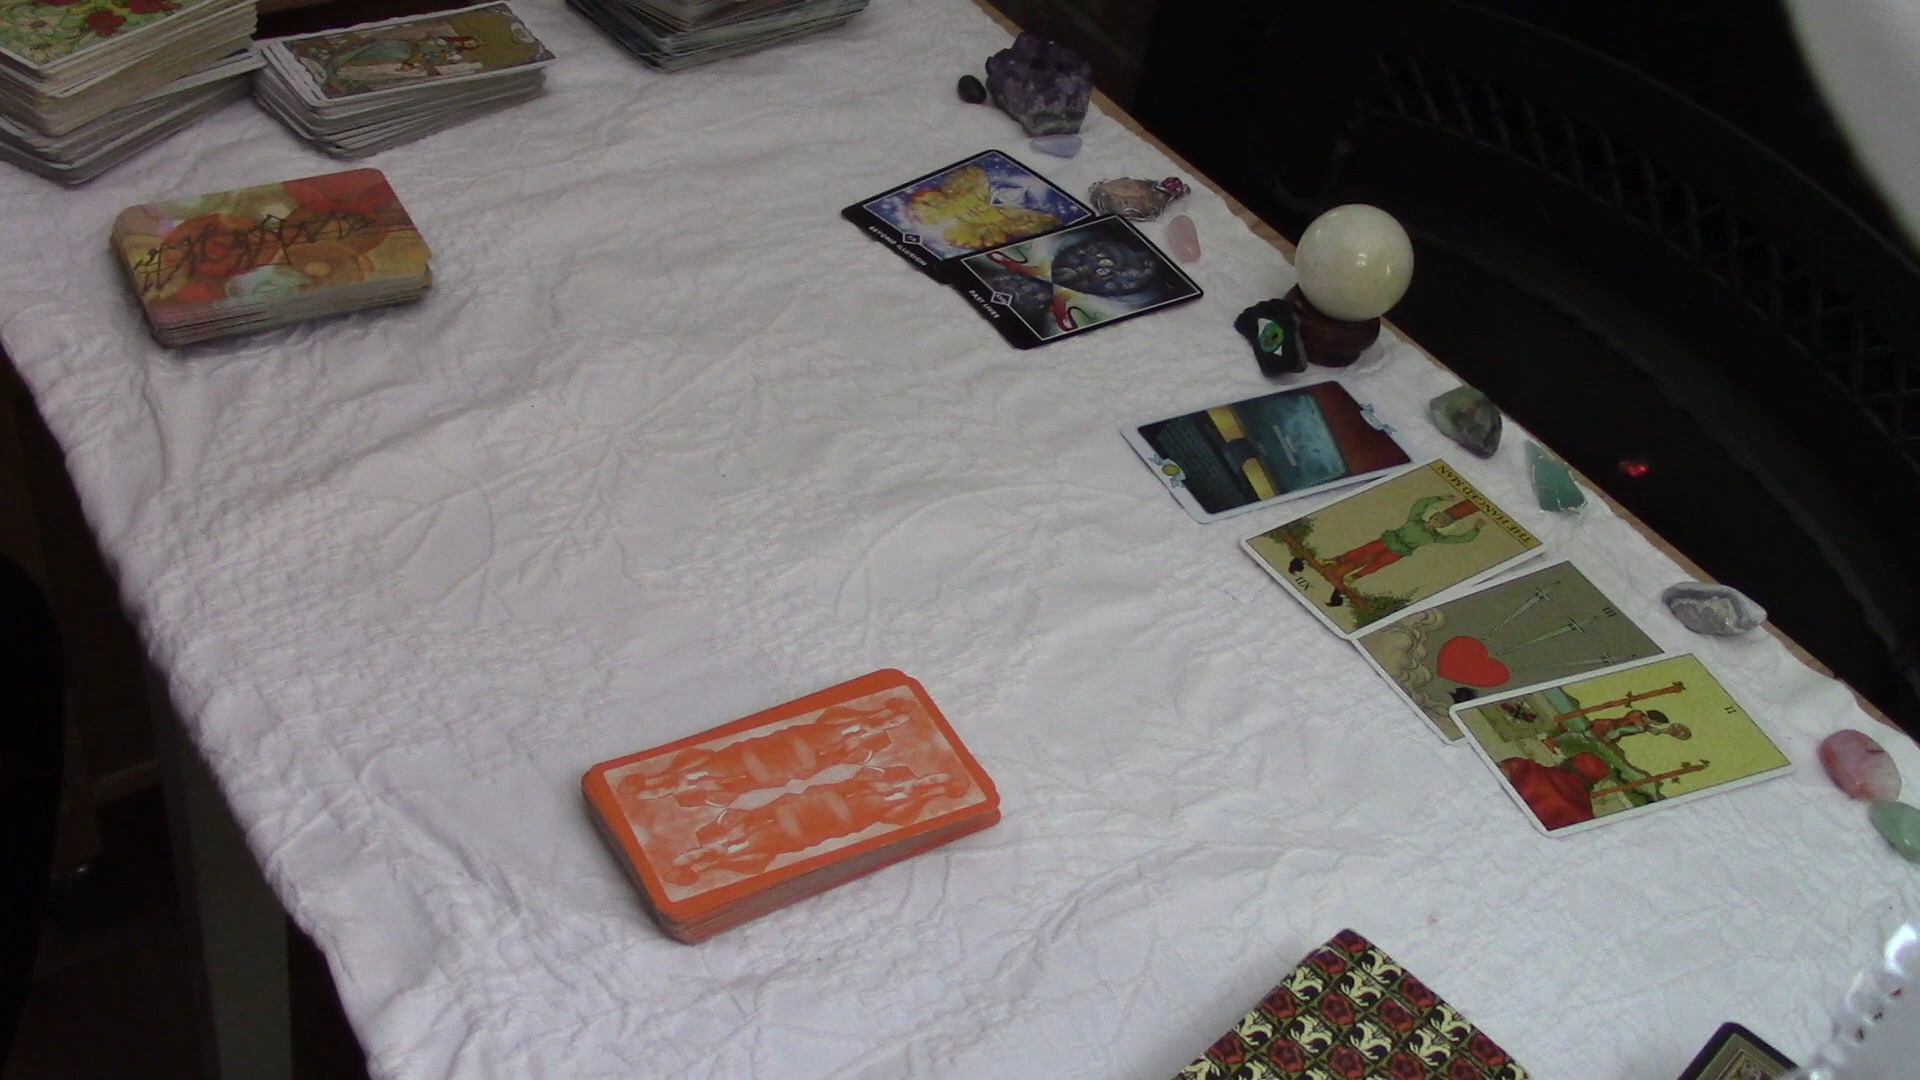 BEYOND ILLUSION
PAST LIVES
THE HANGED MAN
XII
III
II